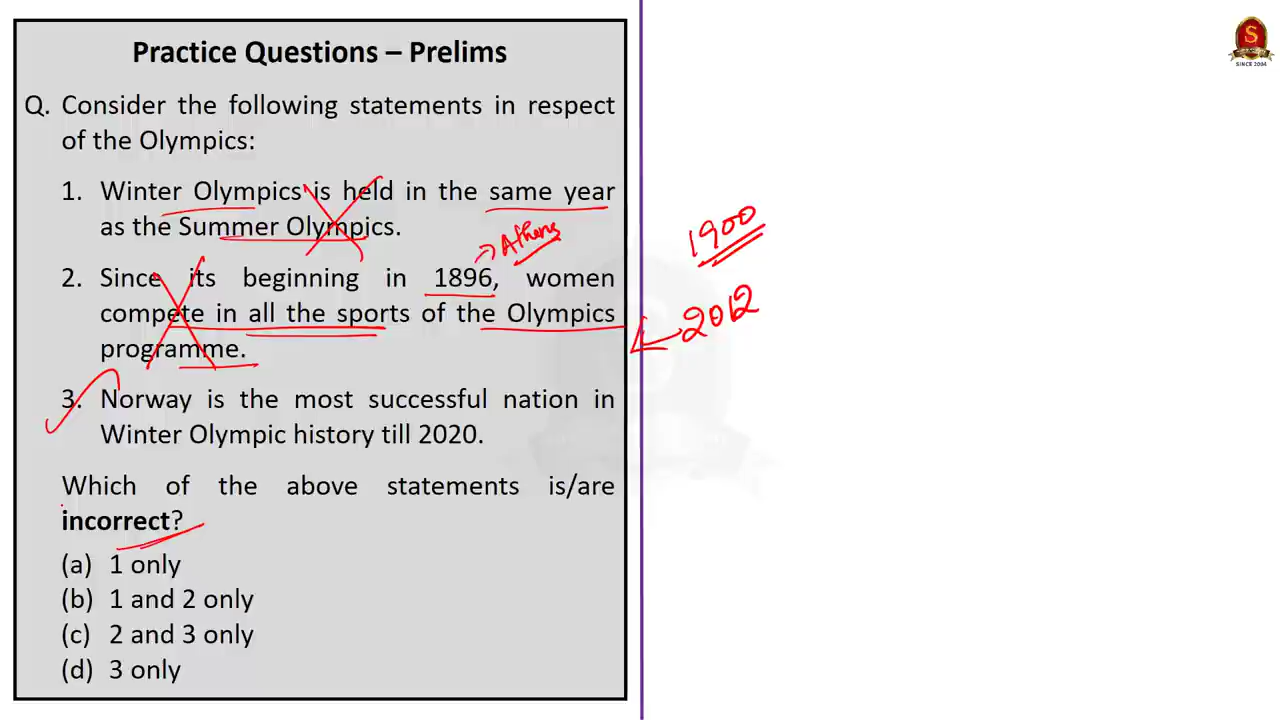 Practice Questions – Prelims
Q. Consider the following statements in respect
of the Olympics:
1. Winter Olympics is held in the same year
as the Summer Olympics.
Athens
2. Since its beginning in 1896, women
compete in all the sports of the Olympics
programme.
3. Norway is the most successful nation in
Winter Olympic history till 2020.
Which of the above statements is/are
incorrect?
(a) 1 only
(b) 1 and 2 only
(c) 2 and 3 only
(d) 3 only
1900
2012
S
SINCE 2004